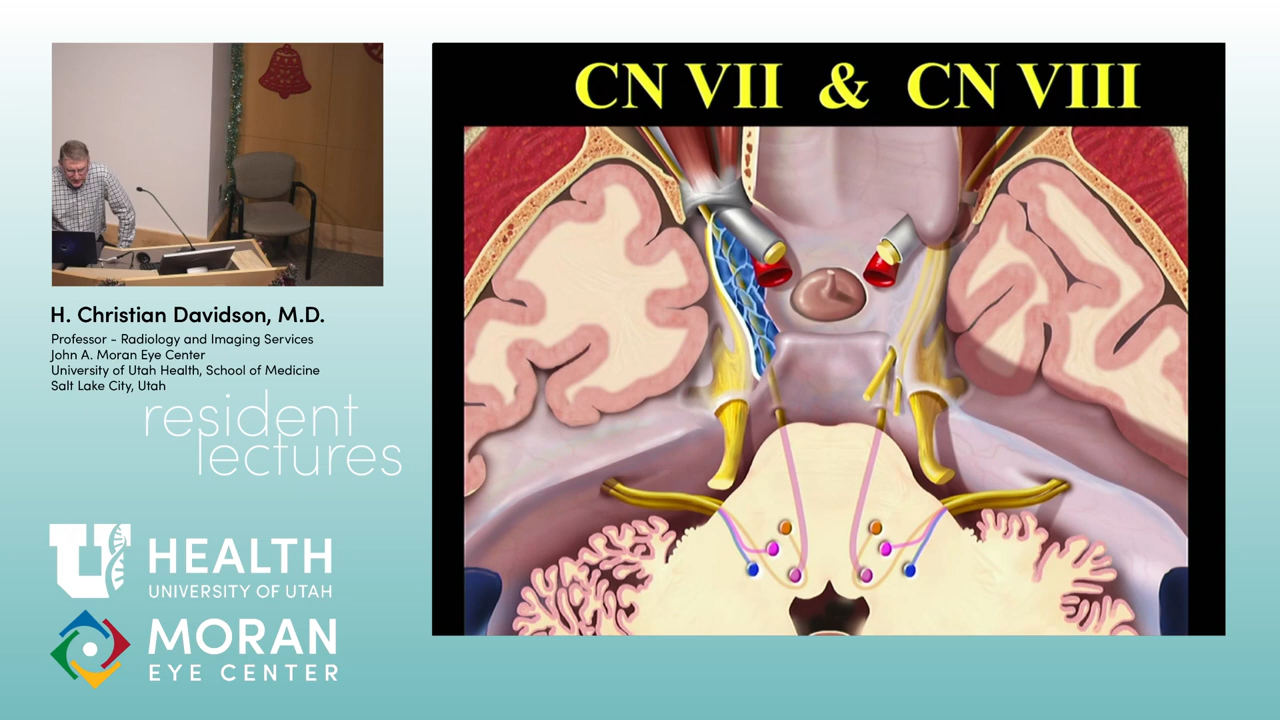 CN VII & CN VIII
H. Christian Davidson, M.D.
Professor - Radiology and Imaging Services
John A. Moran Eye Center
University of Utah Health, School of Medicine
Salt Lake City, Utah
resident
lectures
U HEALTH
UNIVERSITY OF UTAH
MORAN
EYE CENTER